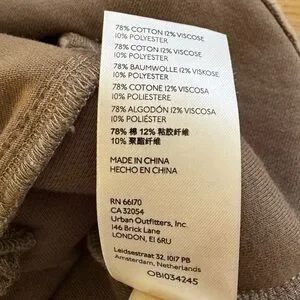 78% COTTON 12% VISCOSE
10% POLYESTER
78% COTON 12% VISCOSE
10% POLYESTER
78% BAUMWOLLE 12% VISKOSE
10% POLYESTER
78% COTONE 12% VISCOSA
10% POLIESTERE
78% ALGODÓN 12% VISCOSA
10% POLIÉSTER
78% 棉 12% 粘胶纤维
10% 聚酯纤维
MADE IN CHINA
HECHO EN CHINA
RN 66170
CA 32054
Urban Outfitters, Inc.
146 Brick Lane
LONDON, E1 6RU
Leidsestraat 32, 1017 PB
Amsterdam, Netherlands
OB1034245